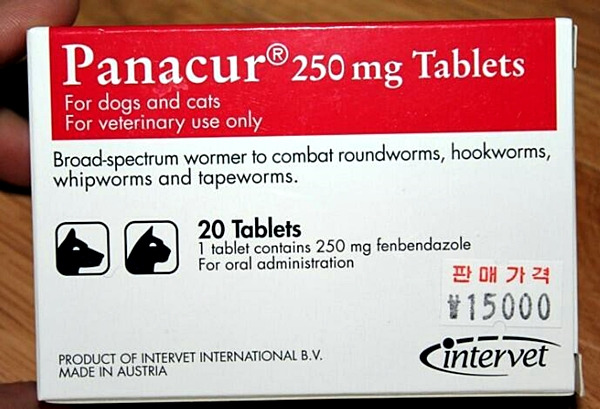 Panacur® 250 mg Tablets
For dogs and cats
For veterinary use only
Broad-spectrum wormer to combat roundworms, hookworms,
whipworms and tapeworms.
20 Tablets
1 tablet contains 250 mg fenbendazole
For oral administration
판매가격
₩15000
PRODUCT OF INTERVET INTERNATIONAL B.V.
MADE IN AUSTRIA
intervet